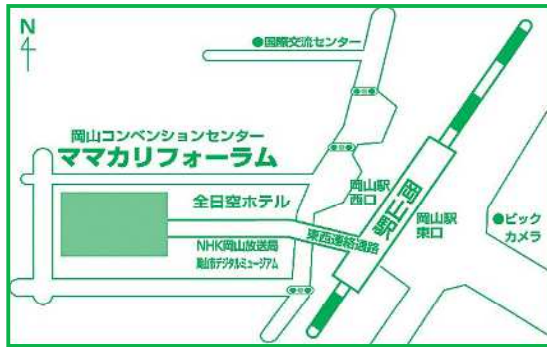 N
●国際交流センター
岡山コンベンションセンター
ママカリフォーラム
岡山駅
西口
岡山駅
岡山駅
東口
●ビック
カメラ
全日空ホテル
東西連絡通路
NHK岡山放送局
岡山市デジタルミュージアム